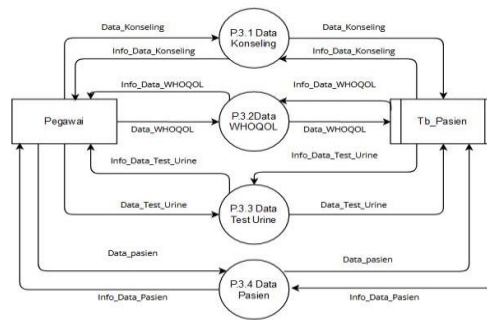 Data_Konseling
P.3.1 Data
Konseling
Data_Konseling
Info_Data_Konseling
Info_Data_Konseling
Info_Data_WHOQOL
Info_Data_WHOQOL
Pegawai
P.3.2Data
WHOQOL
Tb_Pasien
Data_WHOQOL
Data_WHOQOL
Info_Data_Test_Urine
Info_Data_Test_Urine
Data_Test_Urine
P.3.3 Data
Test Urine
Data_Test_Urine
Data_pasien
Data_pasien
P.3.4 Data
Pasien
Info_Data_Pasien
Info_Data_Pasien